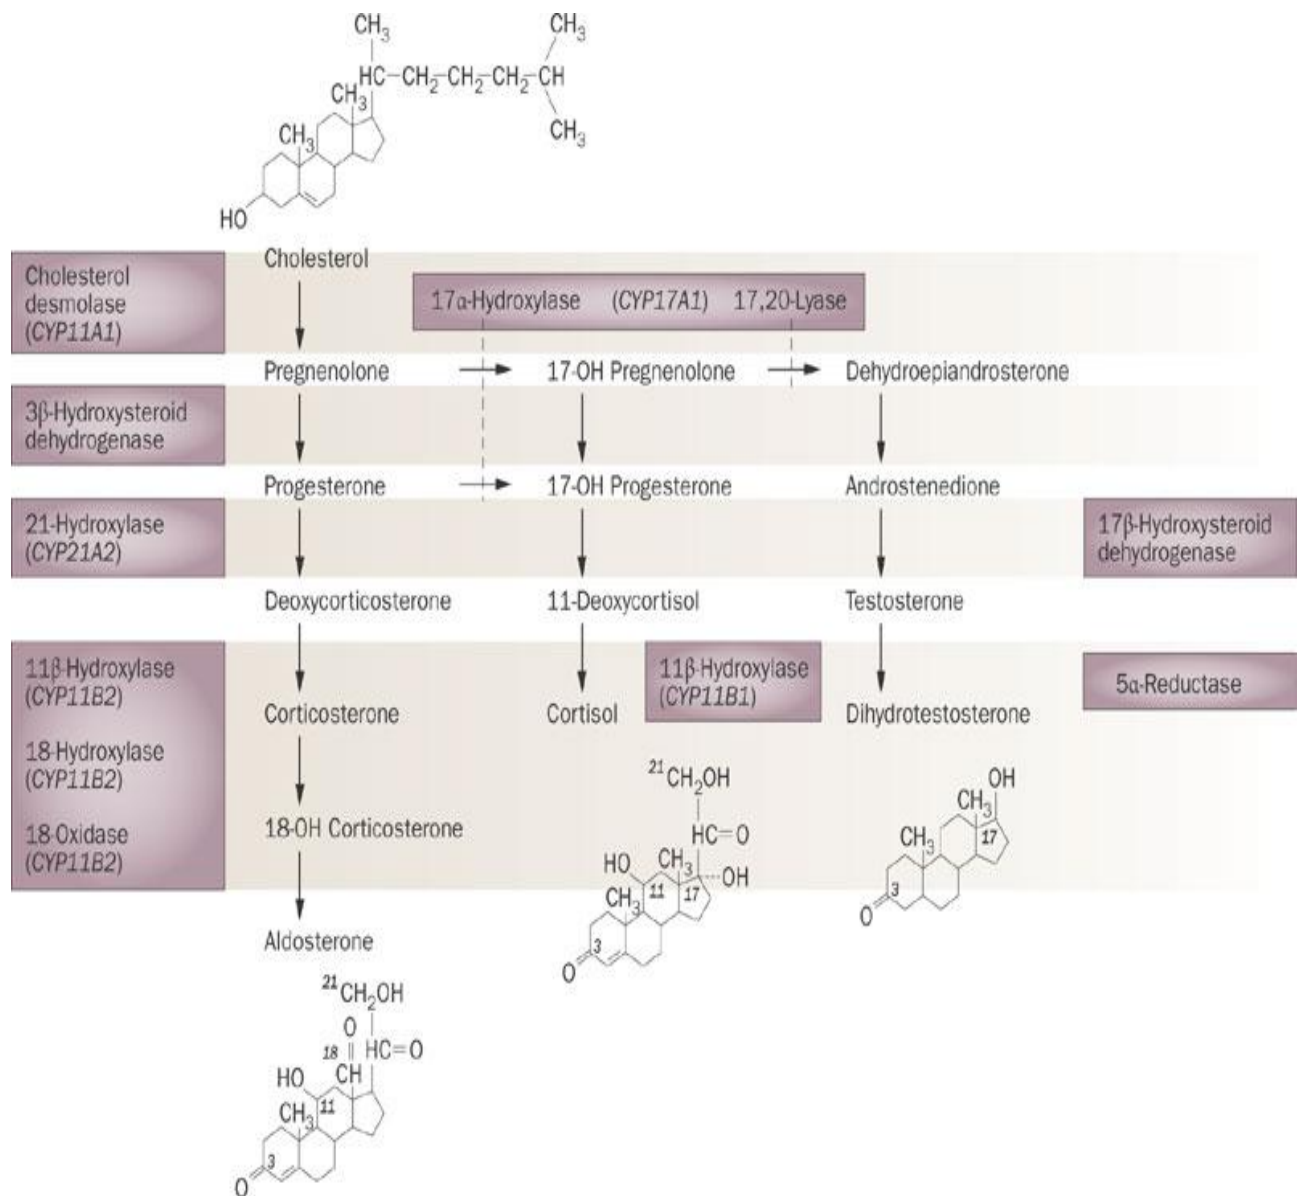 CH3 CH3
HC-CH2-CH2-CH2-CH
CH3
CH3
CH3
HO
Cholesterol
Cholesterol
desmolase
(CYP11A1)
17α-Hydroxylase (CYP17A1) 17,20-Lyase
Pregnenolone 17-OH Pregnenolone Dehydroepiandrosterone
3β-Hydroxysteroid
dehydrogenase
Progesterone 17-OH Progesterone Androstenedione
21-Hydroxylase
(CYP21A2)
17β-Hydroxysteroid
dehydrogenase
Deoxycorticosterone 11-Deoxycortisol Testosterone
11β-Hydroxylase
(CYP11B2)
11β-Hydroxylase
(CYP11B1)
5α-Reductase
Corticosterone Cortisol Dihydrotestosterone
18-Hydroxylase
(CYP11B2)
18-Oxidase
(CYP11B2)
18-OH Corticosterone
Aldosterone
21CH2OH
HC=O
HO CH3
11 17 OH
CH3
3
O
OH
CH3
17
CH3
3
O
21CH2OH
O
18 HC=O
CH
HO
11
CH3
3
O